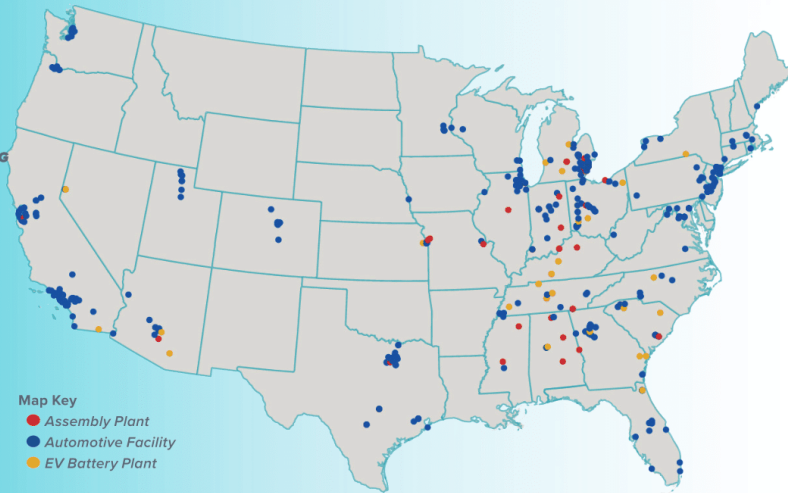 G
Map Key
Assembly Plant
Automotive Facility
EV Battery Plant